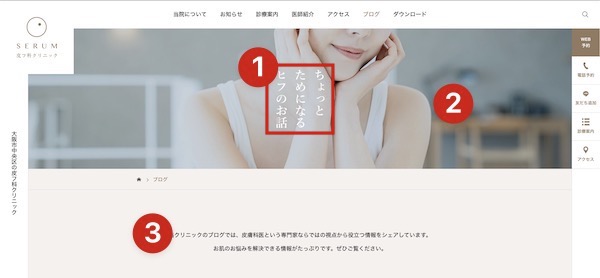 当院について お知らせ 診療案内 医師紹介 アクセス ブログ ダウンロード
SERUM
皮フ科クリニック
大阪市中央区の皮フ科クリニック
1
ちょっと
ためになる
ヒフのお話
2
WEB
予約
電話予約
友だち追加
診療案内
アクセス
ブログ
3
クリニックのブログでは、皮膚科医という専門家ならではの視点から役立つ情報をシェアしています。
お肌のお悩みを解決できる情報がたっぷりです。ぜひご覧ください。